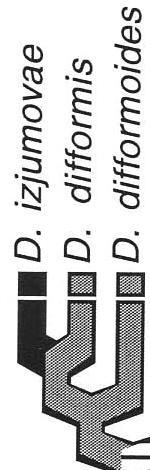 D. izjumovae
D. difformis
D. difformoides